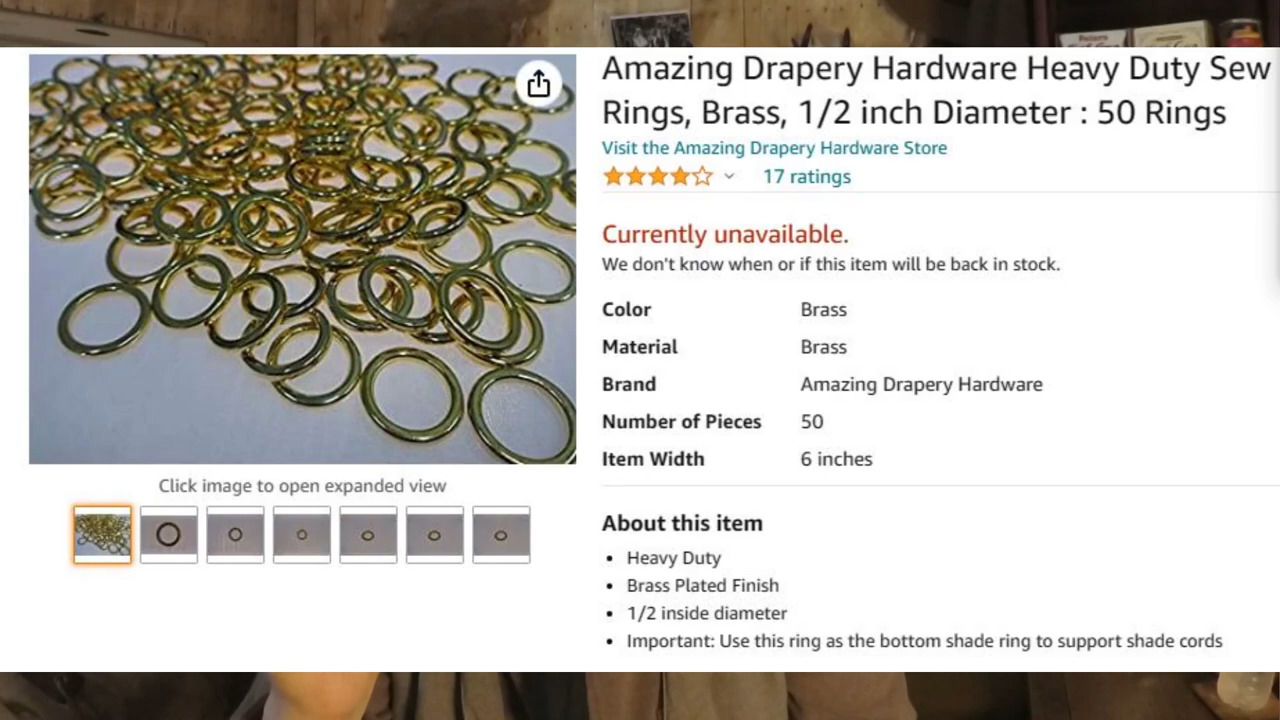 Amazing Drapery Hardware Heavy Duty Sew
Rings, Brass, 1/2 inch Diameter : 50 Rings
Visit the Amazing Drapery Hardware Store
17 ratings
Currently unavailable.
We don't know when or if this item will be back in stock.
Color Brass
Material Brass
Brand Amazing Drapery Hardware
Number of Pieces 50
Item Width 6 inches
Click image to open expanded view
About this item
• Heavy Duty
• Brass Plated Finish
• 1/2 inside diameter
• Important: Use this ring as the bottom shade ring to support shade cords